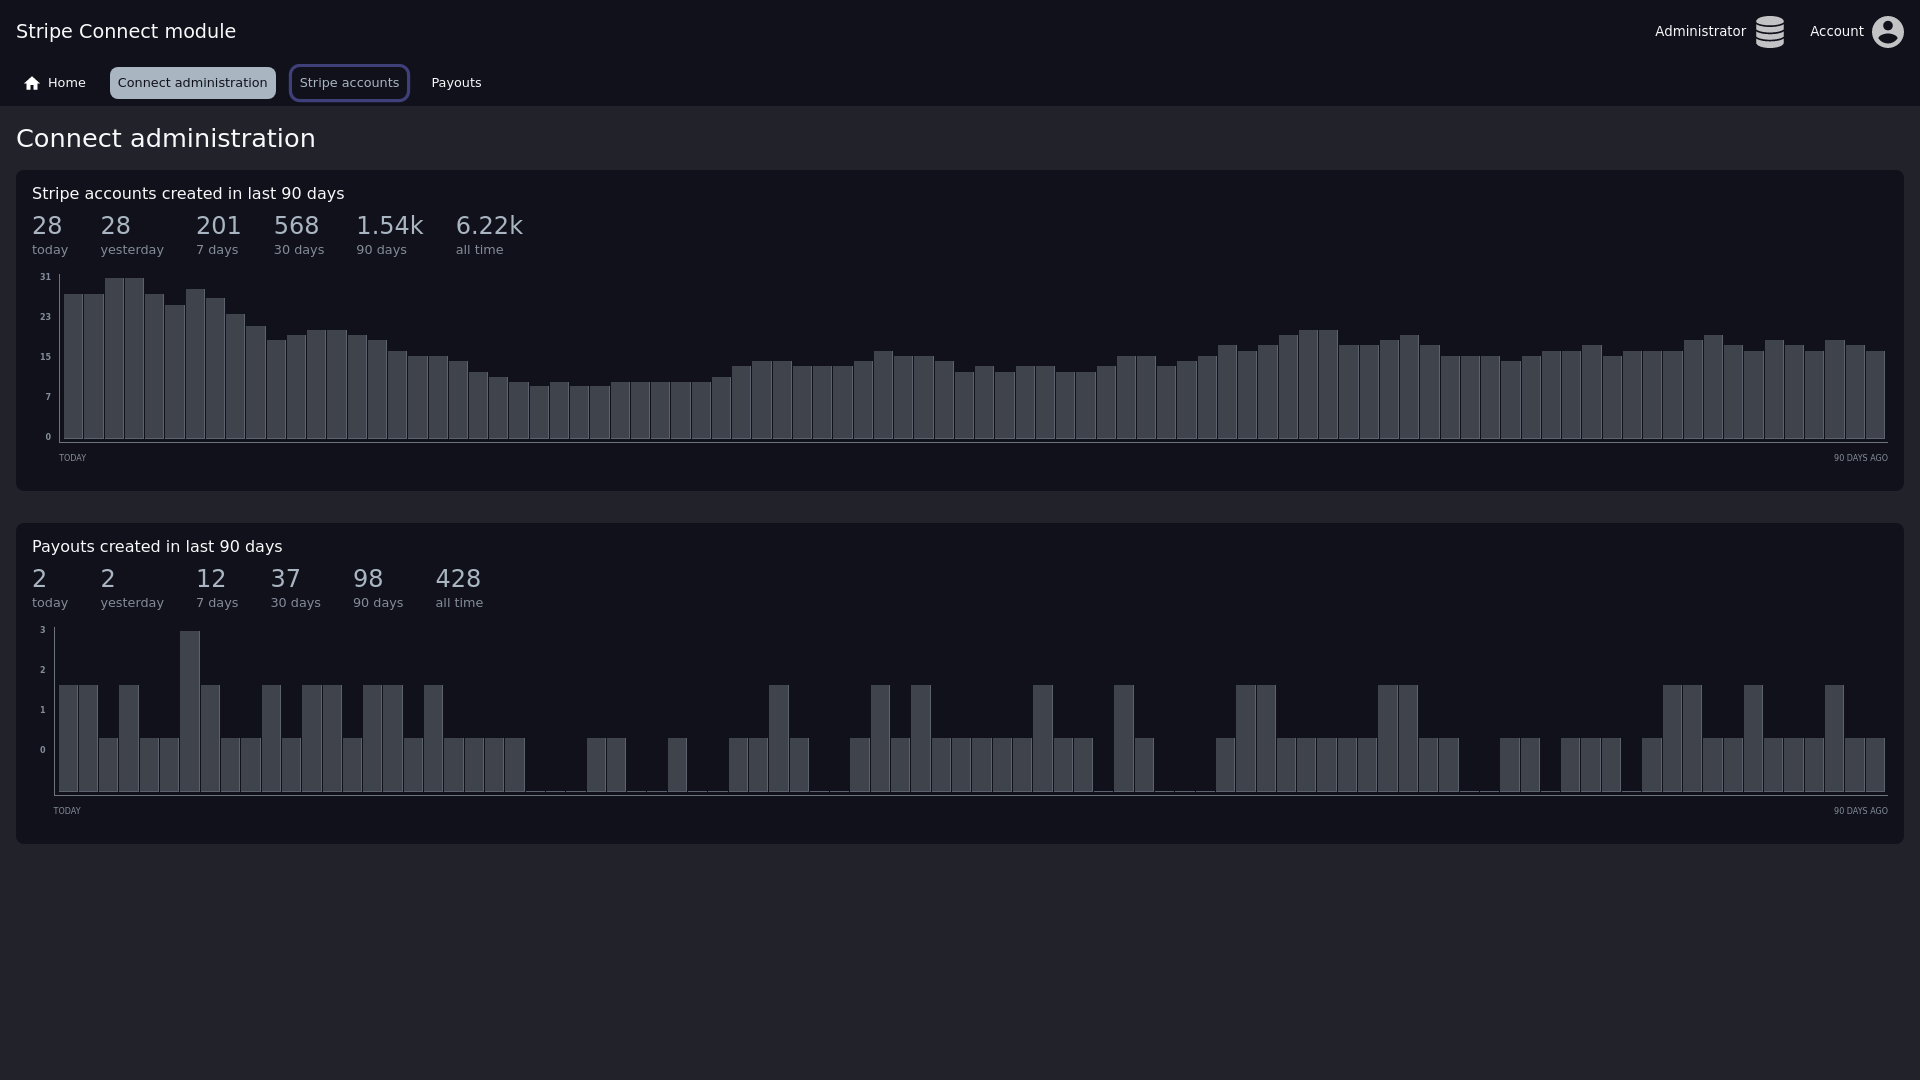 Stripe Connect module
Administrator
Account
Home
Connect administration
Stripe accounts
Payouts
Connect administration
Stripe accounts created in last 90 days
28 28 201 568 1.54k 6.22k
today yesterday 7 days 30 days 90 days all time
31
23
15
7
0
TODAY 90 DAYS AGO
Payouts created in last 90 days
2 2 12 37 98 428
today yesterday 7 days 30 days 90 days all time
3
2
1
0
TODAY 90 DAYS AGO